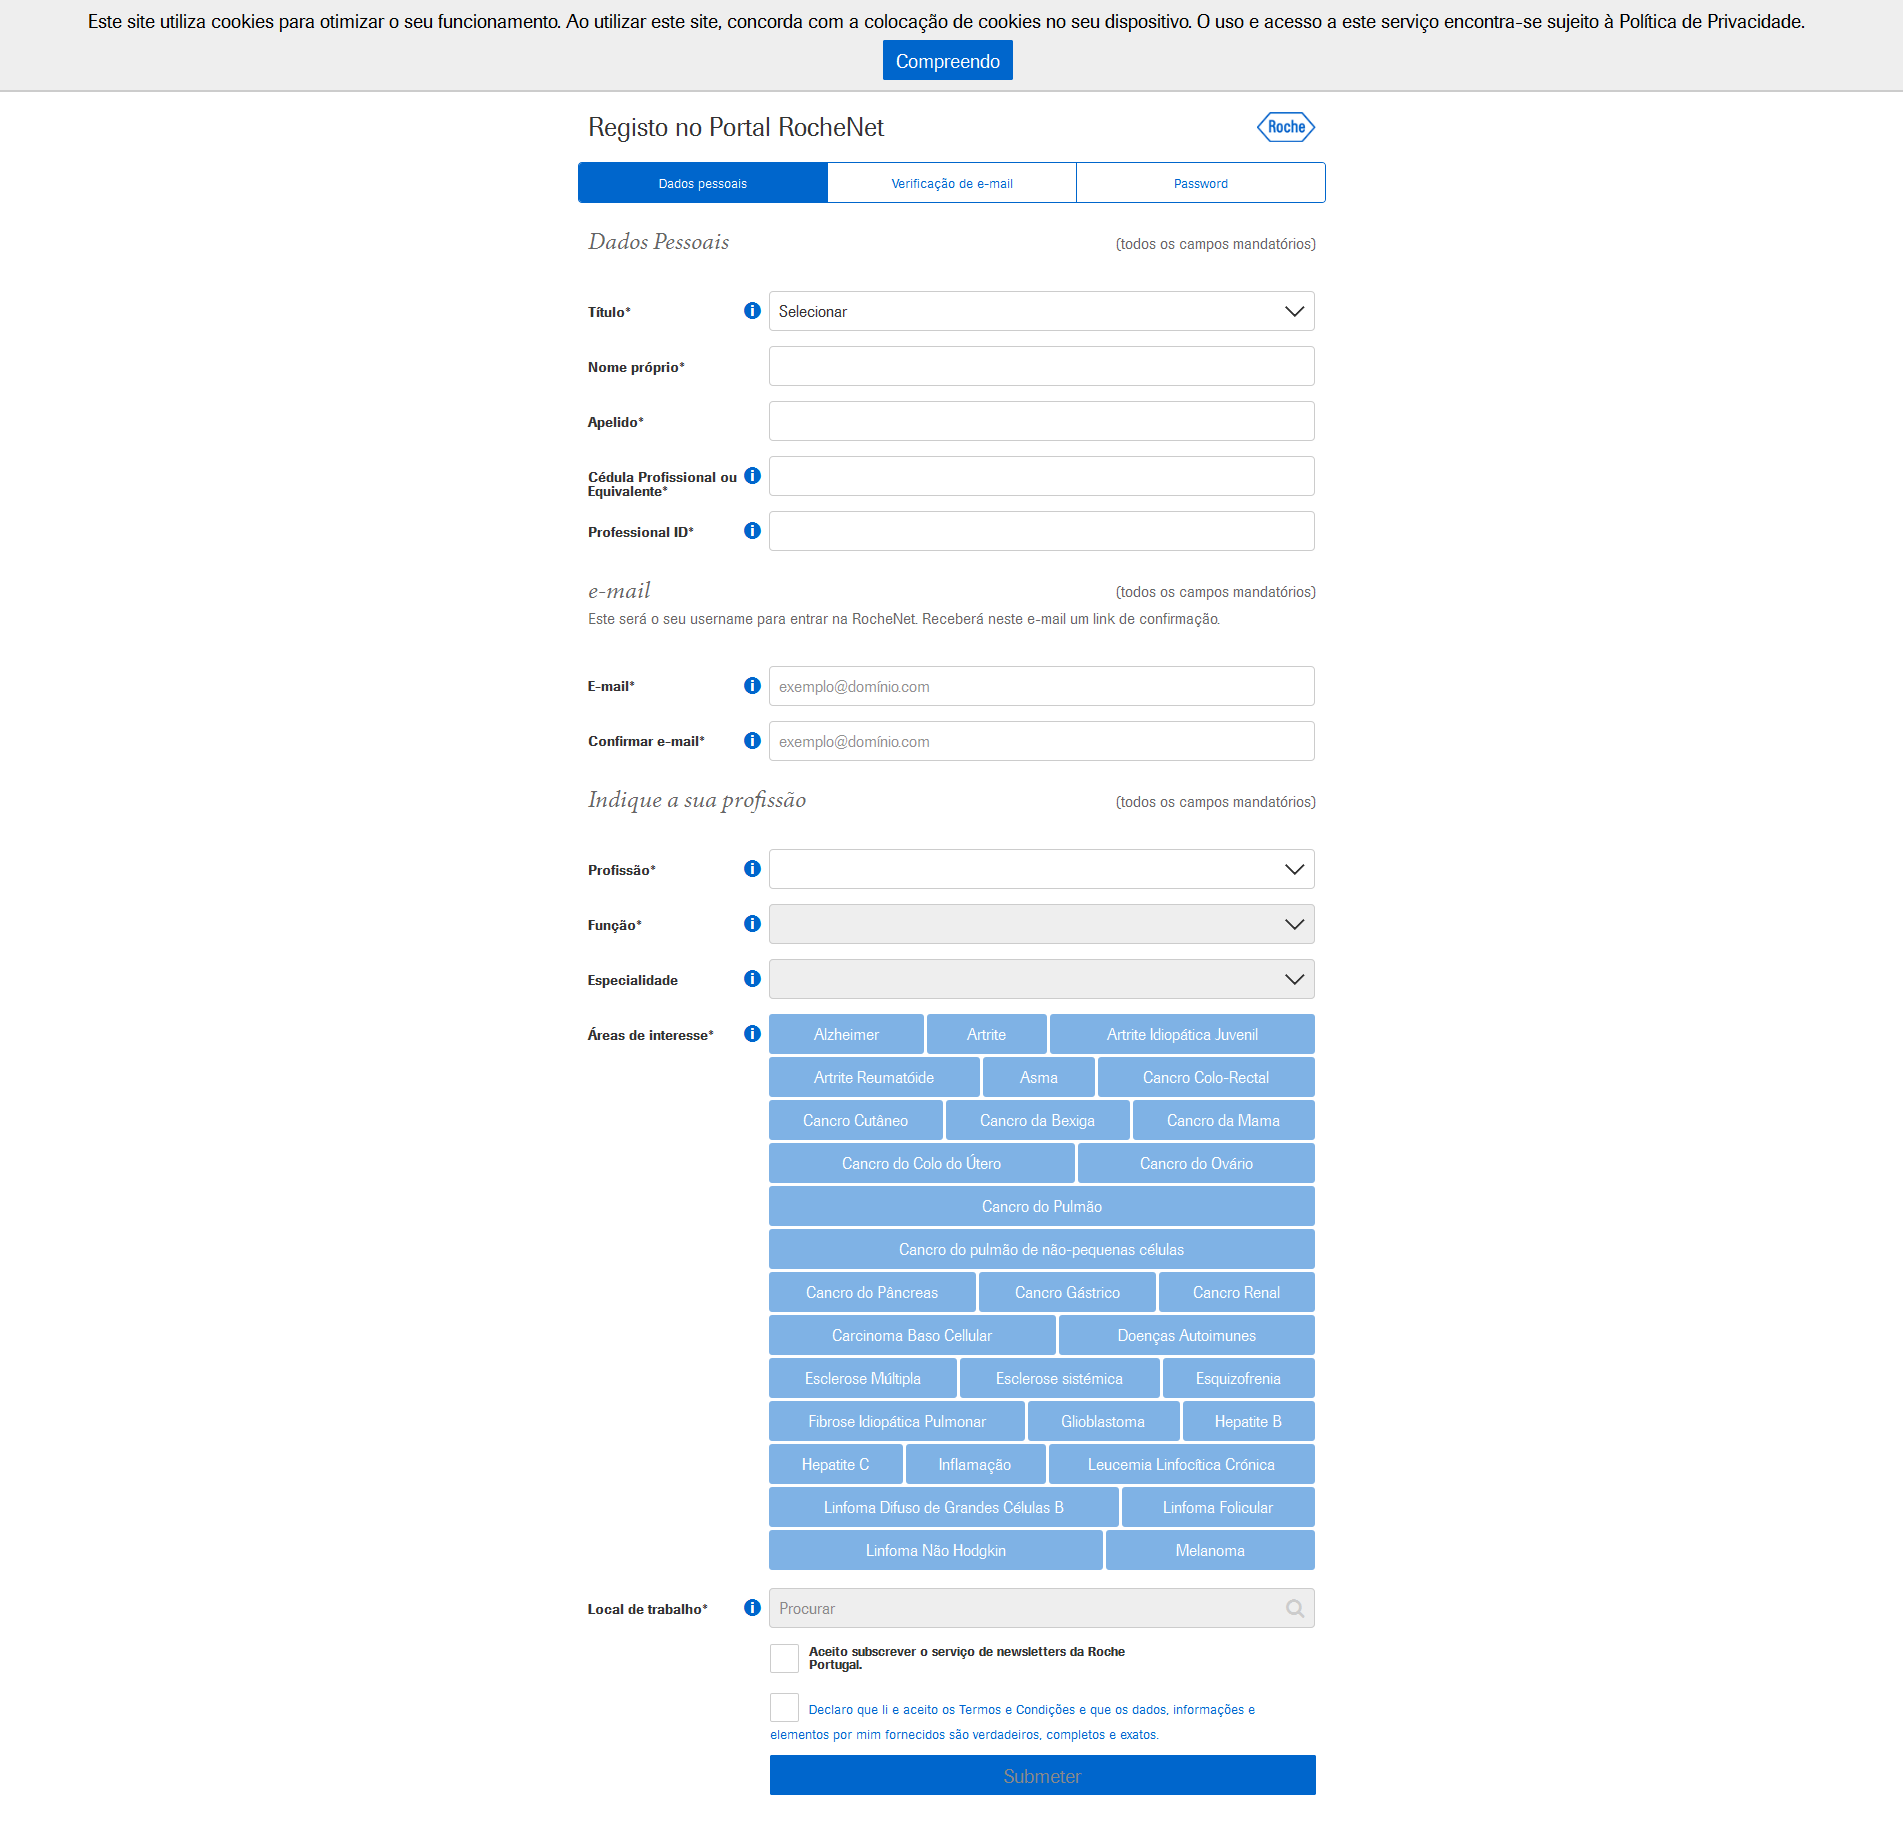 Este site utiliza cookies para otimizar o seu funcionamento. Ao utilizar este site, concorda com a colocação de cookies no seu dispositivo. O uso e acesso a este serviço encontra-se sujeito à Política de Privacidade.
Compreendo
Registo no Portal RocheNet
Roche
Dados pessoais
Verificação de e-mail
Password
Dados Pessoais
(todos os campos mandatórios)
Título*
Selecionar
Nome próprio*
Apelido*
Cédula Profissional ou
Equivalente*
Professional ID*
e-mail
(todos os campos mandatórios)
Este será o seu username para entrar na RocheNet. Receberá neste e-mail um link de confirmação.
E-mail*
exemplo@domínio.com
Confirmar e-mail*
exemplo@domínio.com
Indique a sua profissão
(todos os campos mandatórios)
Profissão*
Função*
Especialidade
Áreas de interesse*
Alzheimer
Artrite
Artrite Idiopática Juvenil
Artrite Reumatóide
Asma
Cancro Colo-Rectal
Cancro Cutâneo
Cancro da Bexiga
Cancro da Mama
Cancro do Colo do Útero
Cancro do Ovário
Cancro do Pulmão
Cancro do pulmão de não-pequenas células
Cancro do Pâncreas
Cancro Gástrico
Cancro Renal
Carcinoma Baso Cellular
Doenças Autoimunes
Esclerose Múltipla
Esclerose sistémica
Esquizofrenia
Fibrose Idiopática Pulmonar
Glioblastoma
Hepatite B
Hepatite C
Inflamação
Leucemia Linfocítica Crónica
Linfoma Difuso de Grandes Células B
Linfoma Folicular
Linfoma Não Hodgkin
Melanoma
Local de trabalho*
Procurar
Aceito subscrever o serviço de newsletters da Roche
Portugal.
Declaro que li e aceito os Termos e Condições e que os dados, informações e
elementos por mim fornecidos são verdadeiros, completos e exatos.
Submeter